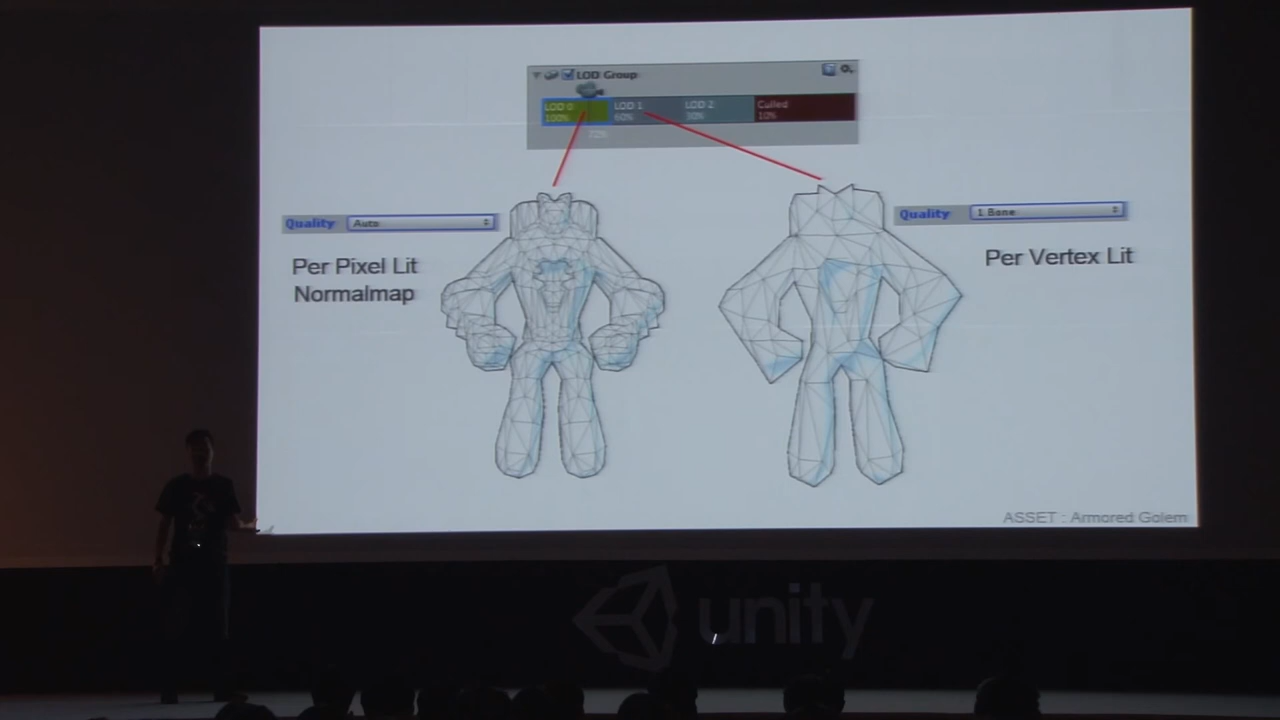 LOD Group
LOD 0
100%
LOD 1
60%
LOD 2
30%
Culled
10%
72%
Quality
Auto
Quality
1 Bone
Per Pixel Lit
Normalmap
Per Vertex Lit
ASSET : Armored Golem
unity